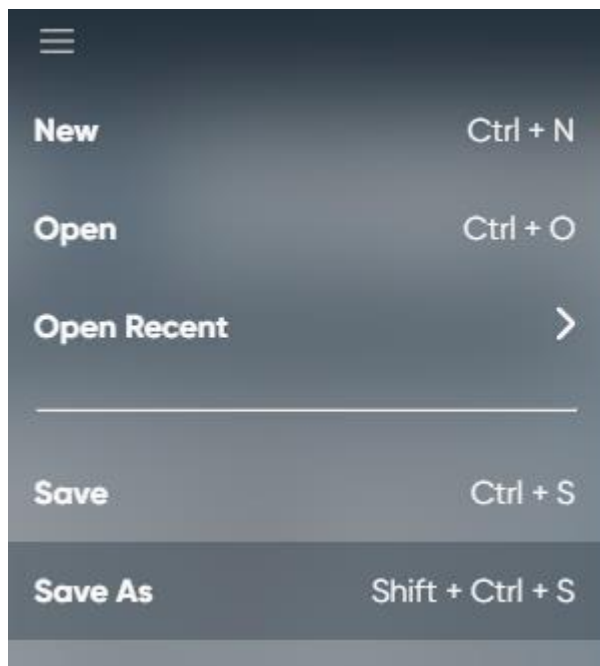 New Ctrl + N
Open Ctrl + O
Open Recent
Save Ctrl + S
Save As Shift + Ctrl + S